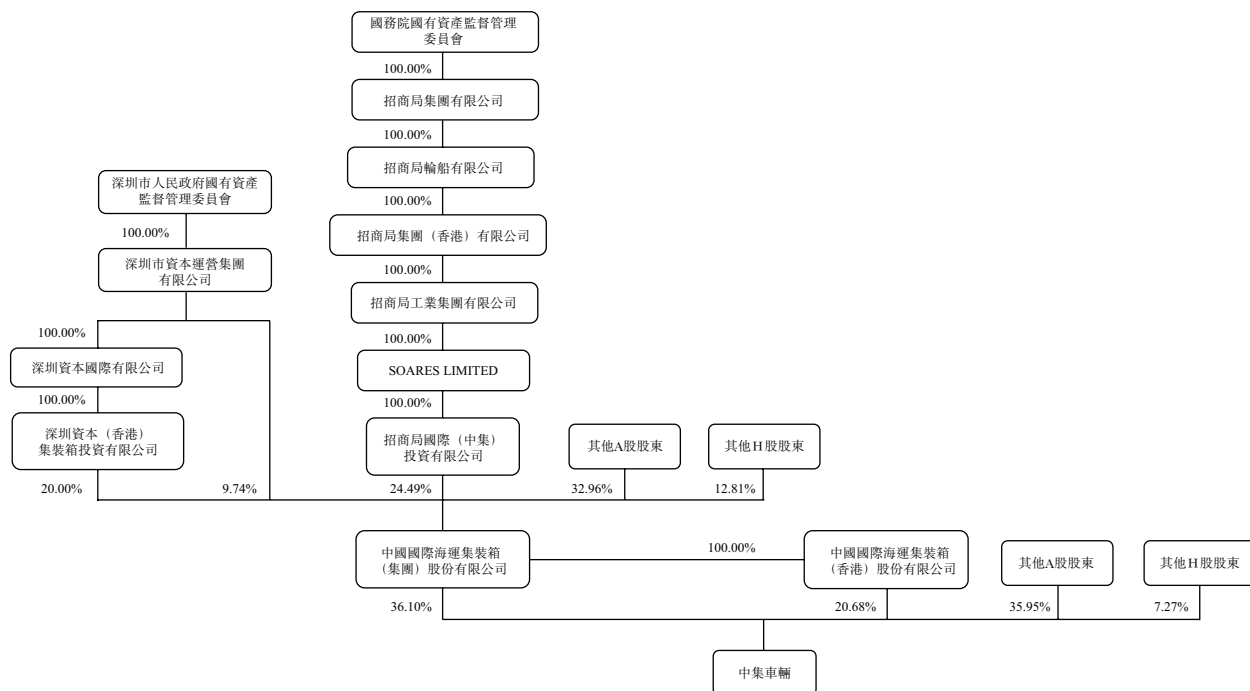 國務院國有資產監督管理
委員會
100.00%
招商局集團有限公司
100.00%
招商局輪船有限公司
深圳市人民政府國有資產
監督管理委員會
100.00%
100.00%
招商局集團（香港）有限公司
深圳市資本運營集團
有限公司
100.00%
招商局工業集團有限公司
100.00%
100.00%
深圳資本國際有限公司
SOARES LIMITED
100.00%
100.00%
深圳資本（香港）
集裝箱投資有限公司
招商局國際（中集）
投資有限公司
其他A股股東
其他H股股東
20.00%
9.74%
24.49%
32.96%
12.81%
中國國際海運集裝箱
（集團）股份有限公司
100.00%
中國國際海運集裝箱
（香港）股份有限公司
其他A股股東
其他H股股東
36.10%
20.68%
35.95%
7.27%
中集車輛